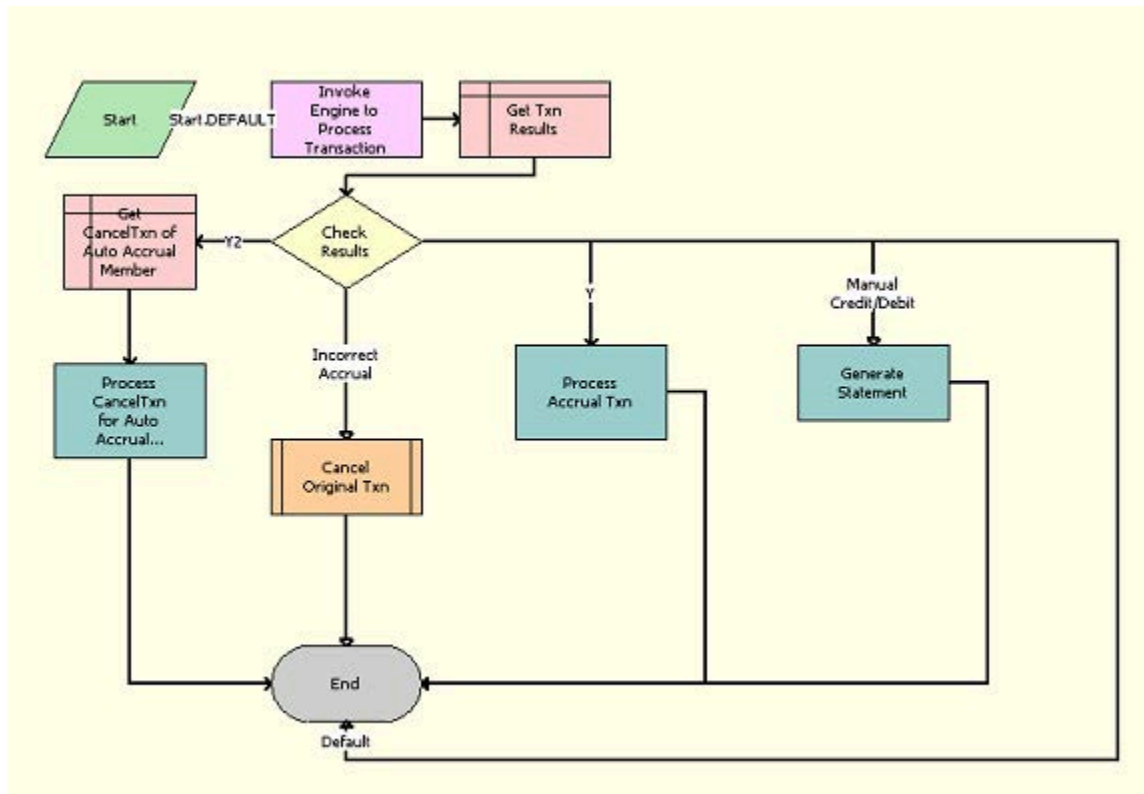 Start
Start.DEFAULT
Invoke
Engine to
Process
Transaction
Get Txn
Results
Get
CancelTxn of
Auto Accrual
Member
Y2
Check
Results
Y
Manual
Credit/Debit
Incorrect
Accrual
Process
CancelTxn
for Auto
Accrual...
Process
Accrual Txn
Generate
Statement
Cancel
Original Txn
End
Default